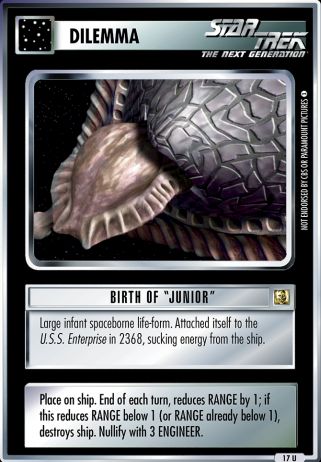 DILEMMA
STAR TREK
THE NEXT GENERATION
NOT ENDORSED BY CBS OR PARAMOUNT PICTURES
BIRTH OF "JUNIOR"
Large infant spaceborne life-form. Attached itself to the
U.S.S. Enterprise in 2368, sucking energy from the ship.
Place on ship. End of each turn, reduces RANGE by 1; if
this reduces RANGE below 1 (or RANGE already below 1),
destroys ship. Nullify with 3 ENGINEER.
17 U